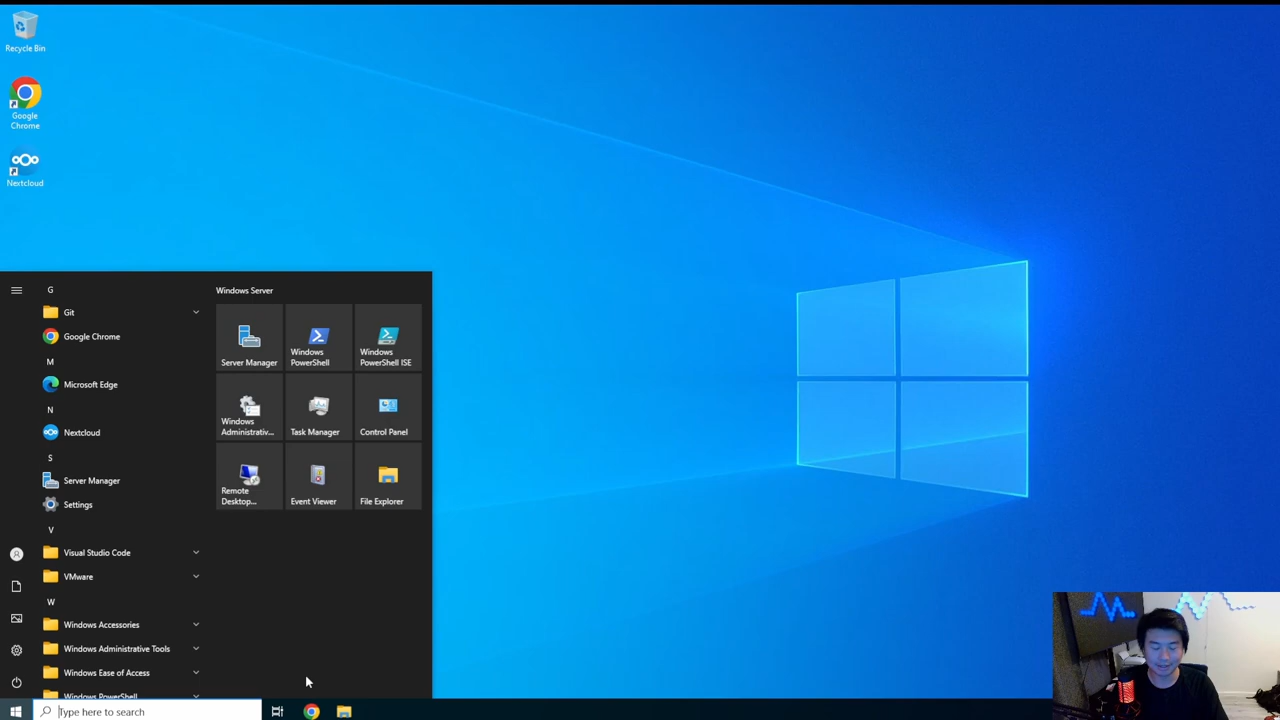 Recycle Bin
Google
Chrome
Nextcloud
G
Git
Google Chrome
M
Microsoft Edge
N
Nextcloud
S
Server Manager
Settings
V
Visual Studio Code
VMware
W
Windows Accessories
Windows Administrative Tools
Windows Ease of Access
Windows PowerShell
Windows Server
Server Manager
Windows
PowerShell
Windows
PowerShell ISE
Windows
Administrativ...
Task Manager
Control Panel
Remote
Desktop...
Event Viewer
File Explorer
Type here to search